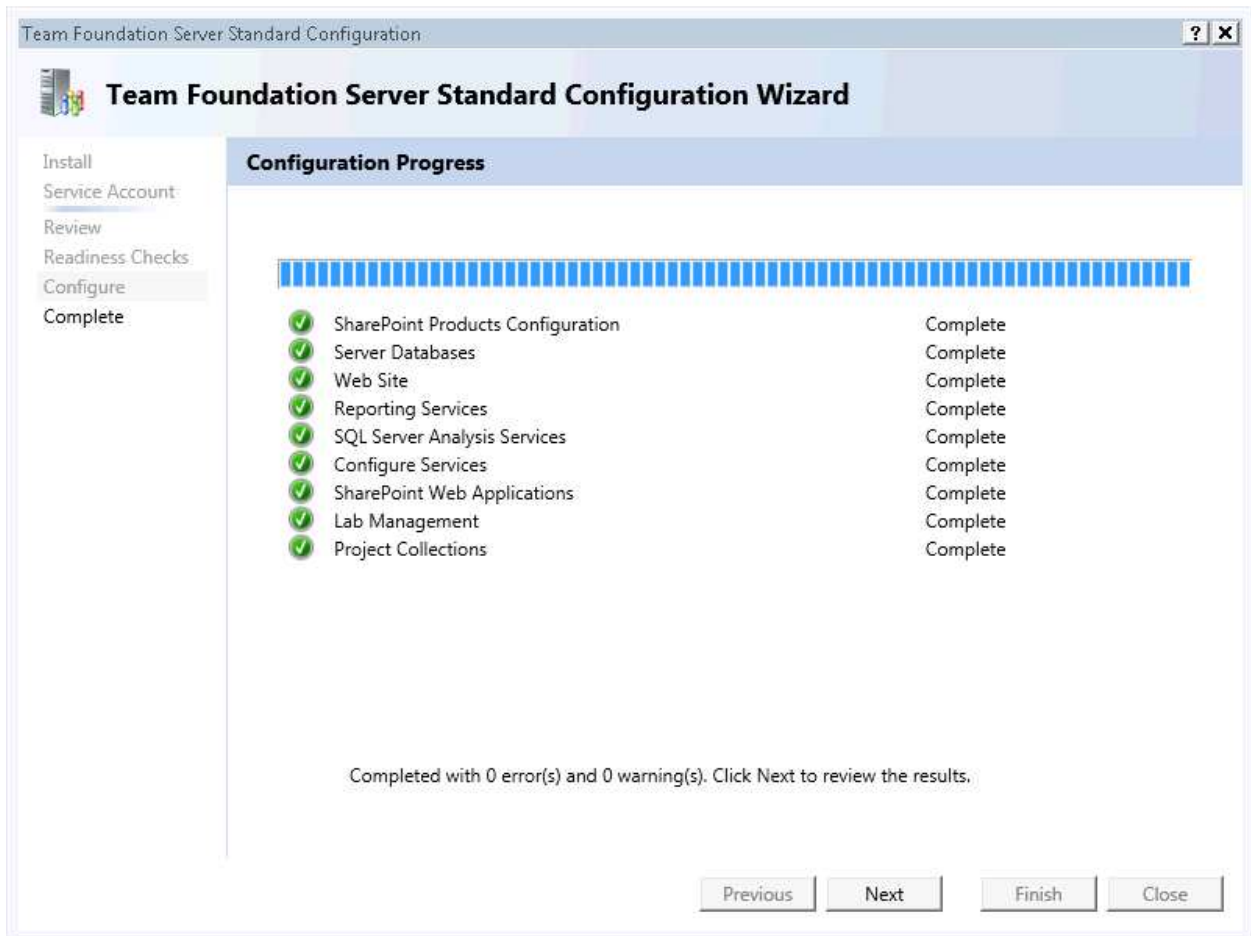 Team Foundation Server Standard Configuration
? X
Team Foundation Server Standard Configuration Wizard
Install
Service Account
Review
Readiness Checks
Configure
Complete
Configuration Progress
SharePoint Products Configuration Complete
Server Databases Complete
Web Site Complete
Reporting Services Complete
SQL Server Analysis Services Complete
Configure Services Complete
SharePoint Web Applications Complete
Lab Management Complete
Project Collections Complete
Completed with 0 error(s) and 0 warning(s). Click Next to review the results.
Previous Next Finish Close